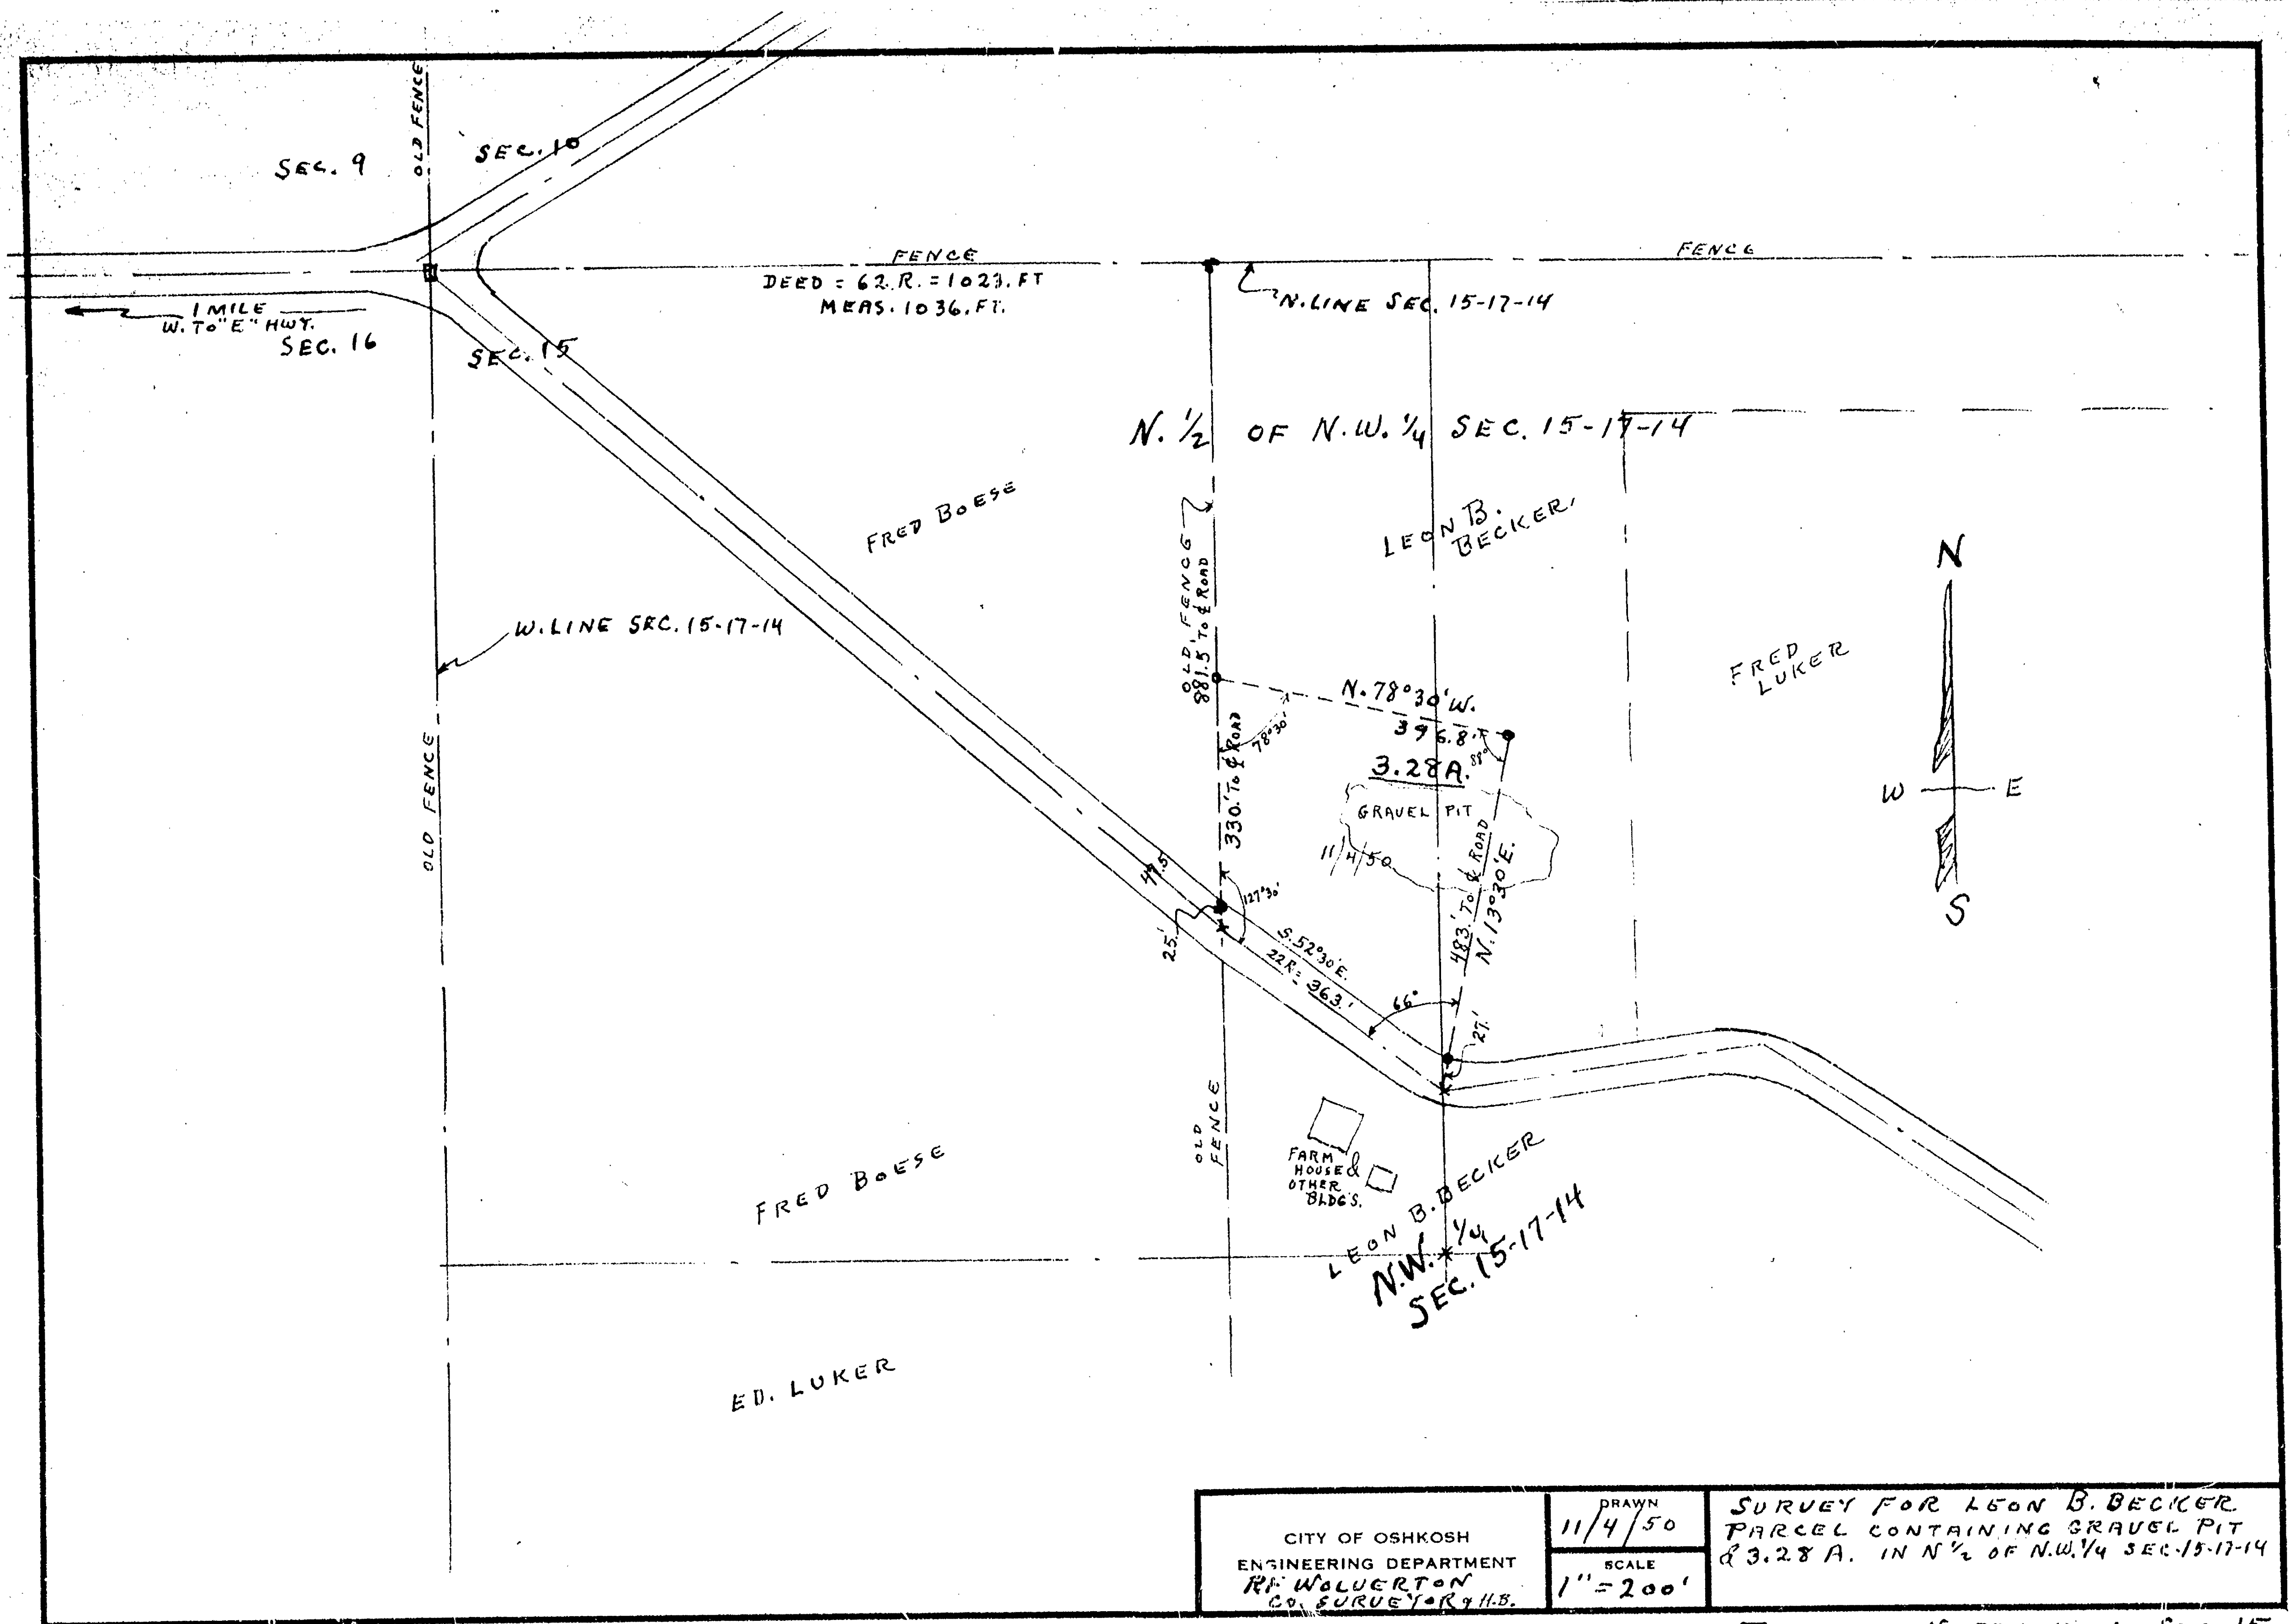 OLD FENCE
SEC. 9
SEC. 10
FENCE
FENCE
DEED = 62. R. = 1023. FT
MEAS. 1036. FT.
N. LINE SEC. 15-17-14
1 MILE
W. TO "E" HWY.
SEC. 16
SEC. 15
N. 1/2 OF N.W. 1/4 SEC. 15-17-14
FRED BOESE
LEON B.
BECKER
OLD FENCE
881.5' TO ℄ ROAD
W. LINE SEC. 15-17-14
FRED
LUKER
N
W E
S
N. 78°30' W.
396.8'
78°30'
88°
3.28 A.
GRAVEL PIT
11/4/50
330.' TO ℄ ROAD
483.' TO ℄ ROAD
N. 13°30' E.
OLD FENCE
49.5
127°30'
25.'
S. 52°30' E.
22 R = 363.'
66°
27.'
OLD
FENCE
FARM
HOUSE &
OTHER
BLDG'S.
FRED BOESE
LEON B. BECKER
N.W. 1/4
SEC. 15-17-14
ED. LUKER
CITY OF OSHKOSH
ENGINEERING DEPARTMENT
WOLVERTON
CO. SURVEYOR & H.B.
DRAWN
11/4/50
SCALE
1" = 200'
SURVEY FOR LEON B. BECKER
PARCEL CONTAINING GRAVEL PIT
& 3.28 A. IN N 1/2 OF N.W. 1/4 SEC. 15-17-14